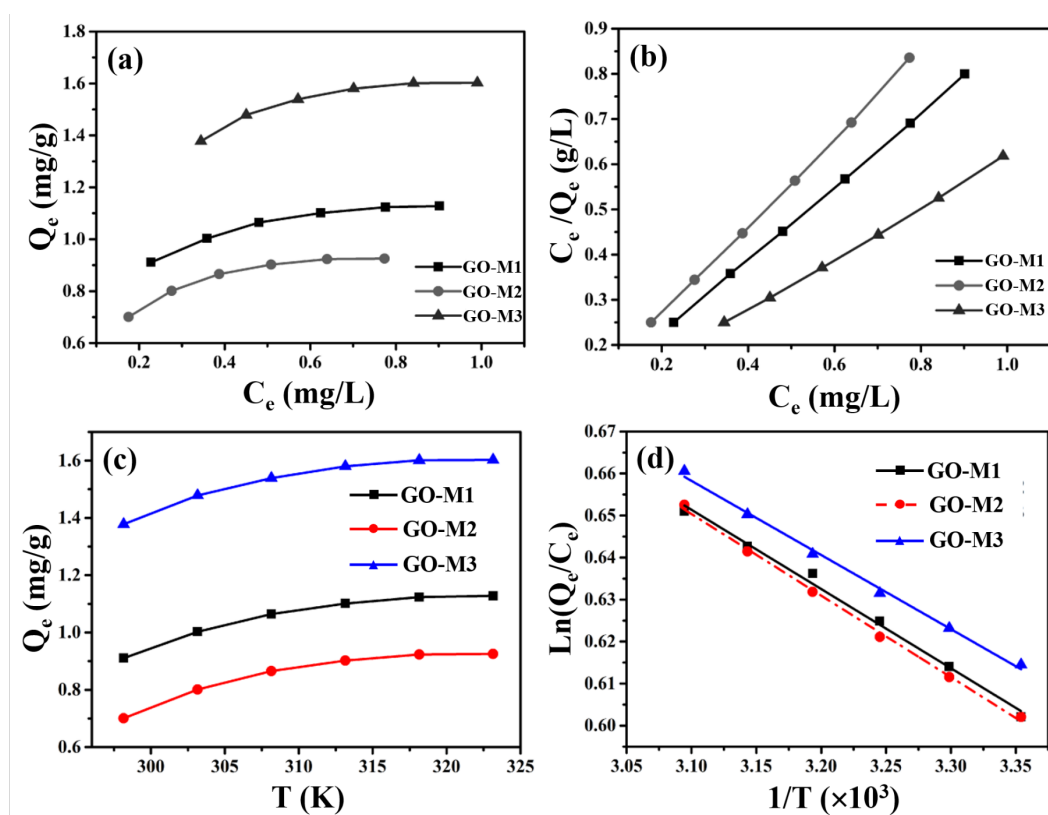 (a)
1.8
1.6
1.4
1.2
1.0
0.8
0.6
Qe (mg/g)
0.2 0.4 0.6 0.8 1.0
Ce (mg/L)
GO-M1
GO-M2
GO-M3
(b)
0.9
0.8
0.7
0.6
0.5
0.4
0.3
0.2
Ce /Qe (g/L)
0.2 0.4 0.6 0.8 1.0
Ce (mg/L)
GO-M1
GO-M2
GO-M3
(c)
1.6
1.4
1.2
1.0
0.8
0.6
Qe (mg/g)
300 305 310 315 320 325
T (K)
GO-M1
GO-M2
GO-M3
(d)
0.67
0.66
0.65
0.64
0.63
0.62
0.61
0.60
Ln(Qe/Ce)
3.05 3.10 3.15 3.20 3.25 3.30 3.35
1/T (×10³)
GO-M1
GO-M2
GO-M3